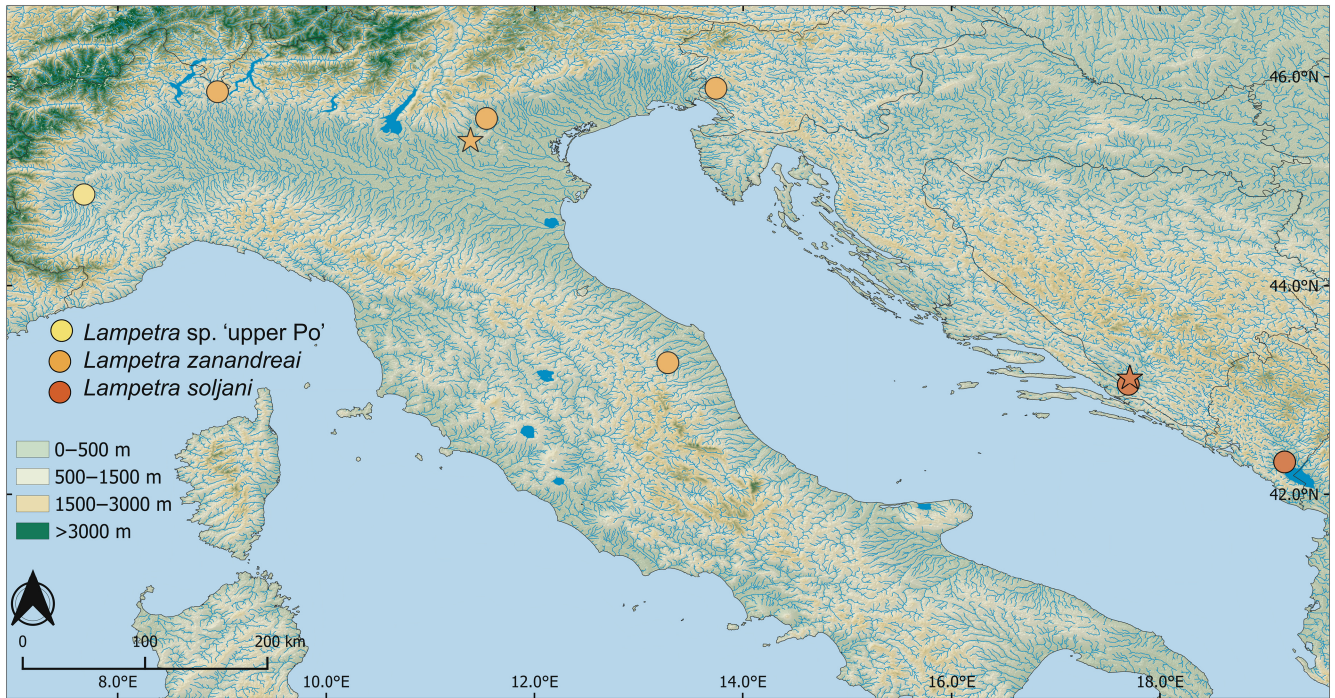 46.0°N
44.0°N
Lampetra sp. ‘upper Po’
Lampetra zanandreai
Lampetra soljani
0–500 m
500–1500 m
1500–3000 m
>3000 m
42.0°N
0 100 200 km
8.0°E 10.0°E 12.0°E 14.0°E 16.0°E 18.0°E